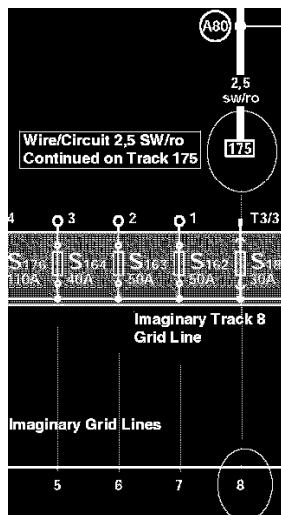 A80
2,5
sw/ro
175
Wire/Circuit 2,5 SW/ro
Continued on Track 175
4 3 2 1 T3/3
S176 S164 S163 S162 S18
110A 40A 50A 50A 30A
Imaginary Track 8
Grid Line
Imaginary Grid Lines
5 6 7 8